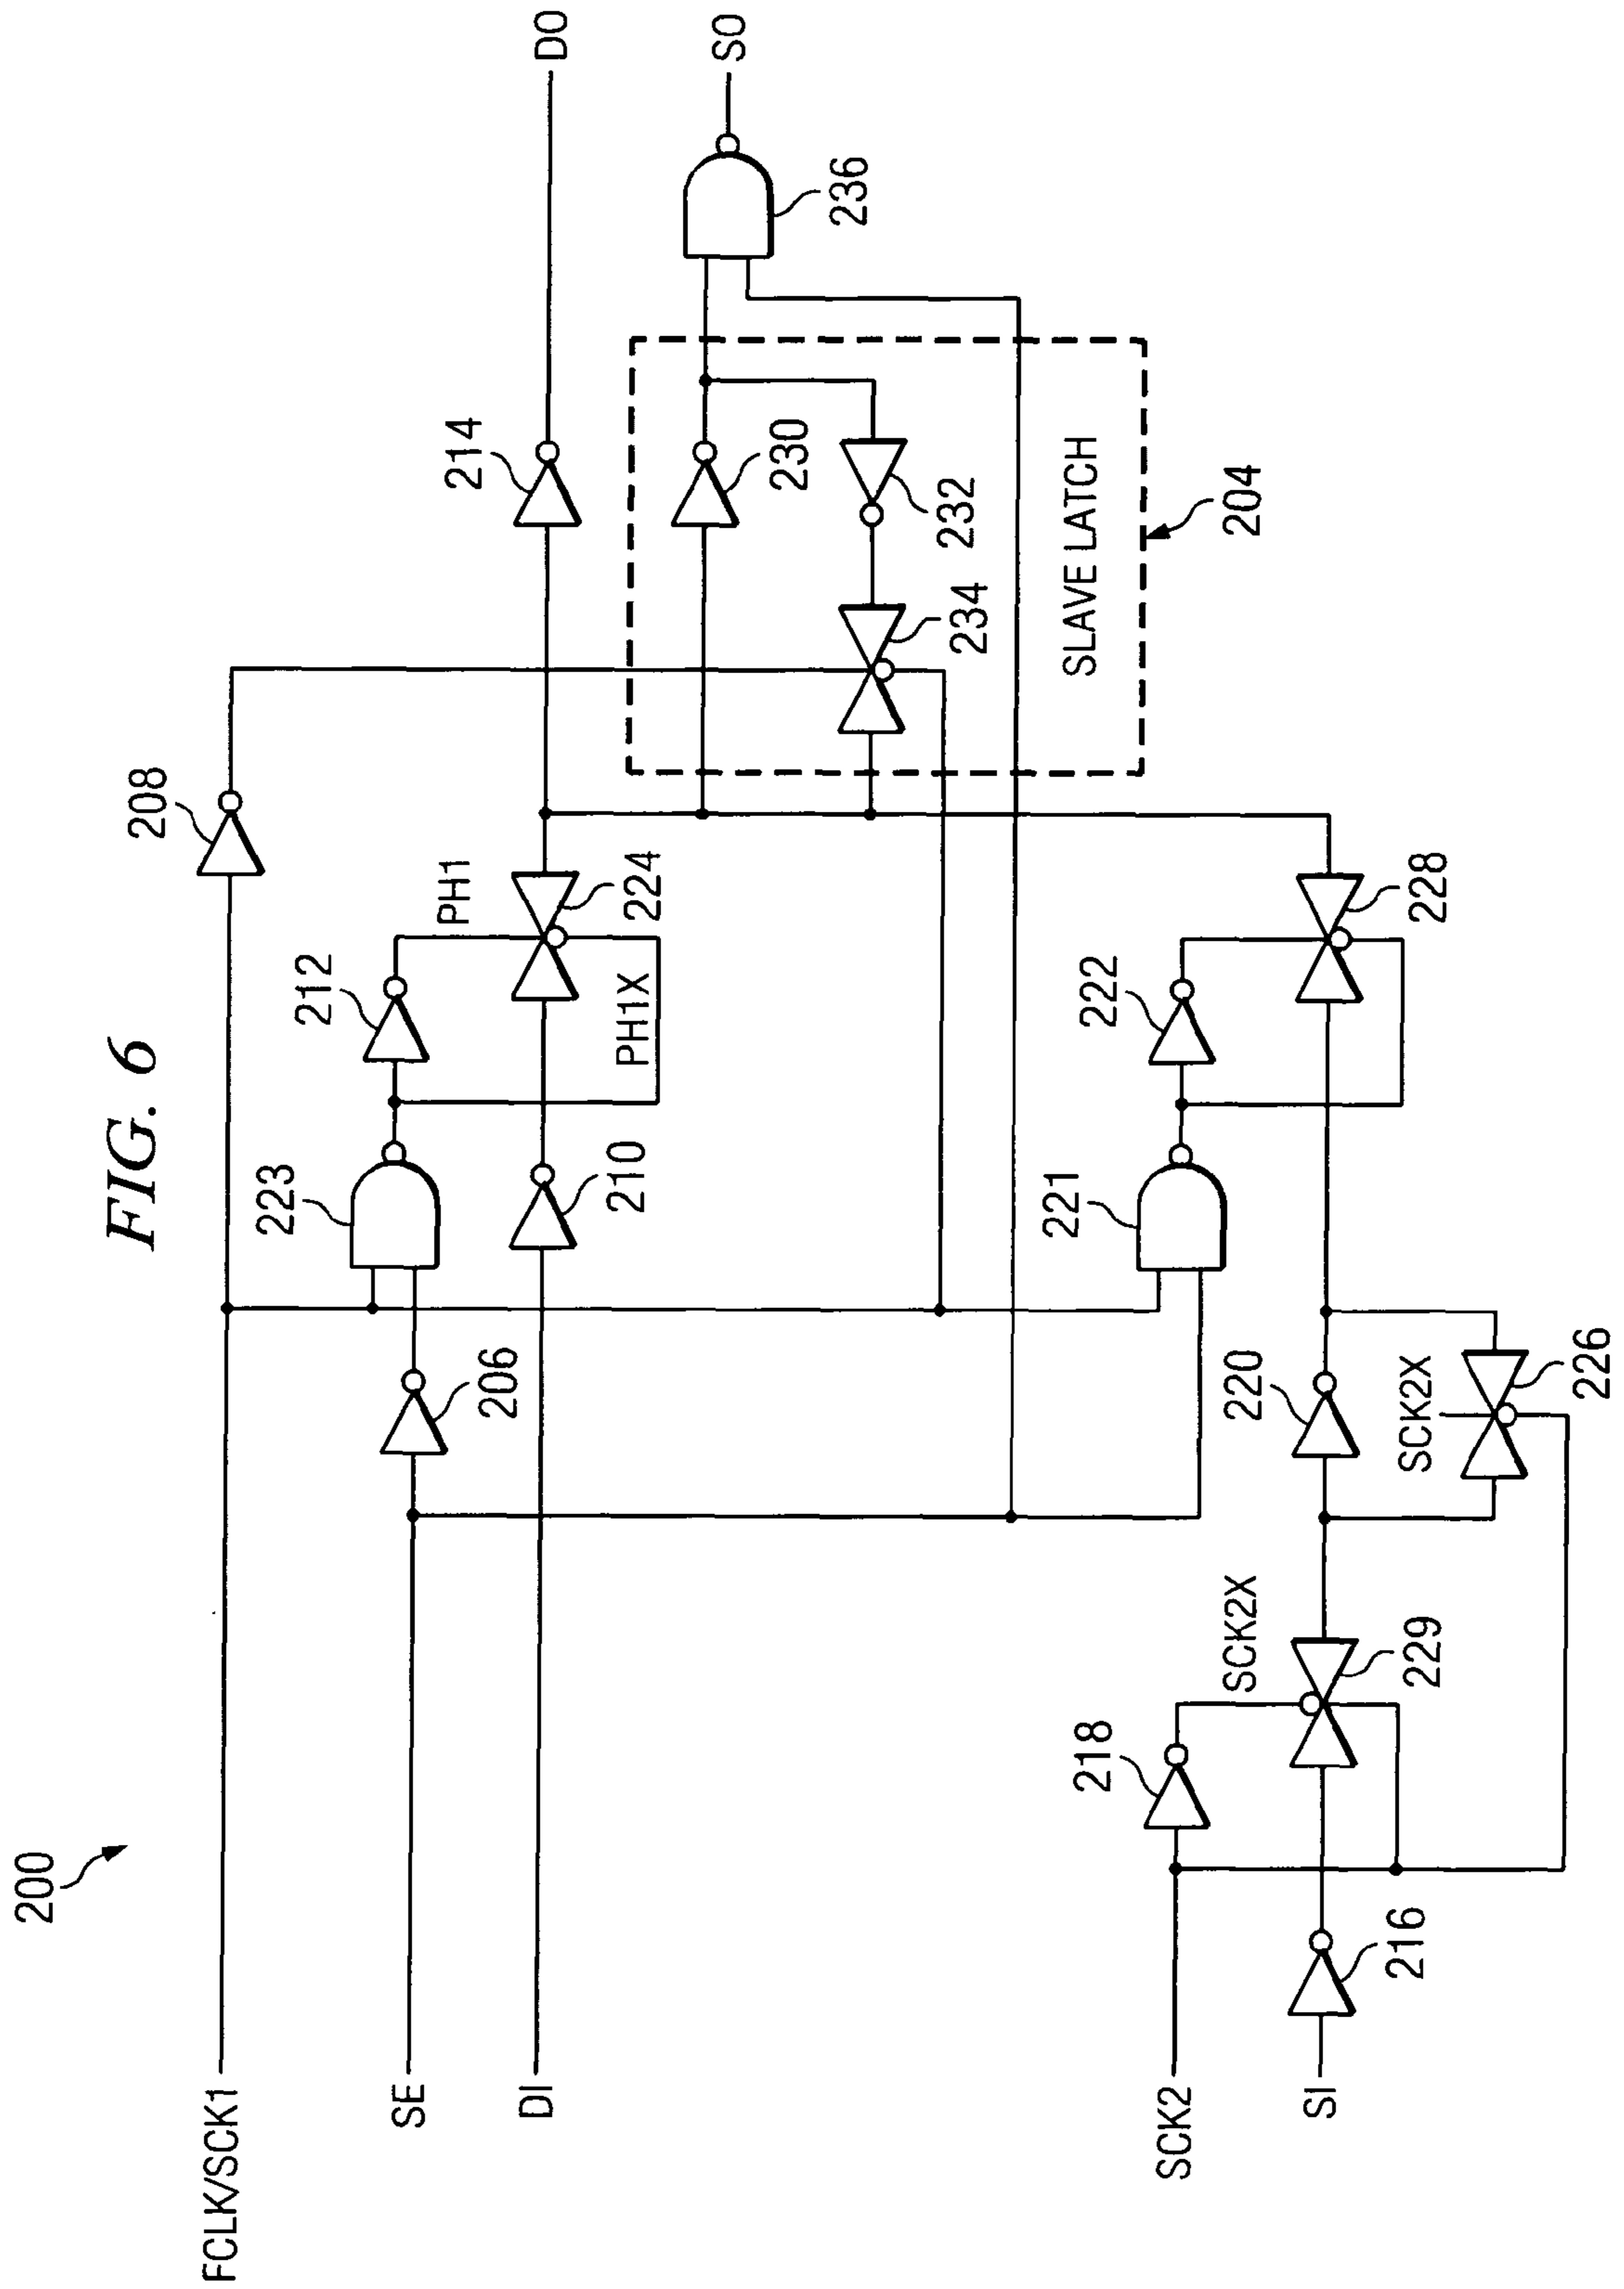 FIG. 6
200
FCLK/SCK1
208
SE
206
223
212
PH1
PH1X
224
DI
210
214
DO
230
232
234
SLAVE LATCH
204
236
SO
SCK2
218
SCK2X
229
SI
216
220
SCK2X
226
221
222
228